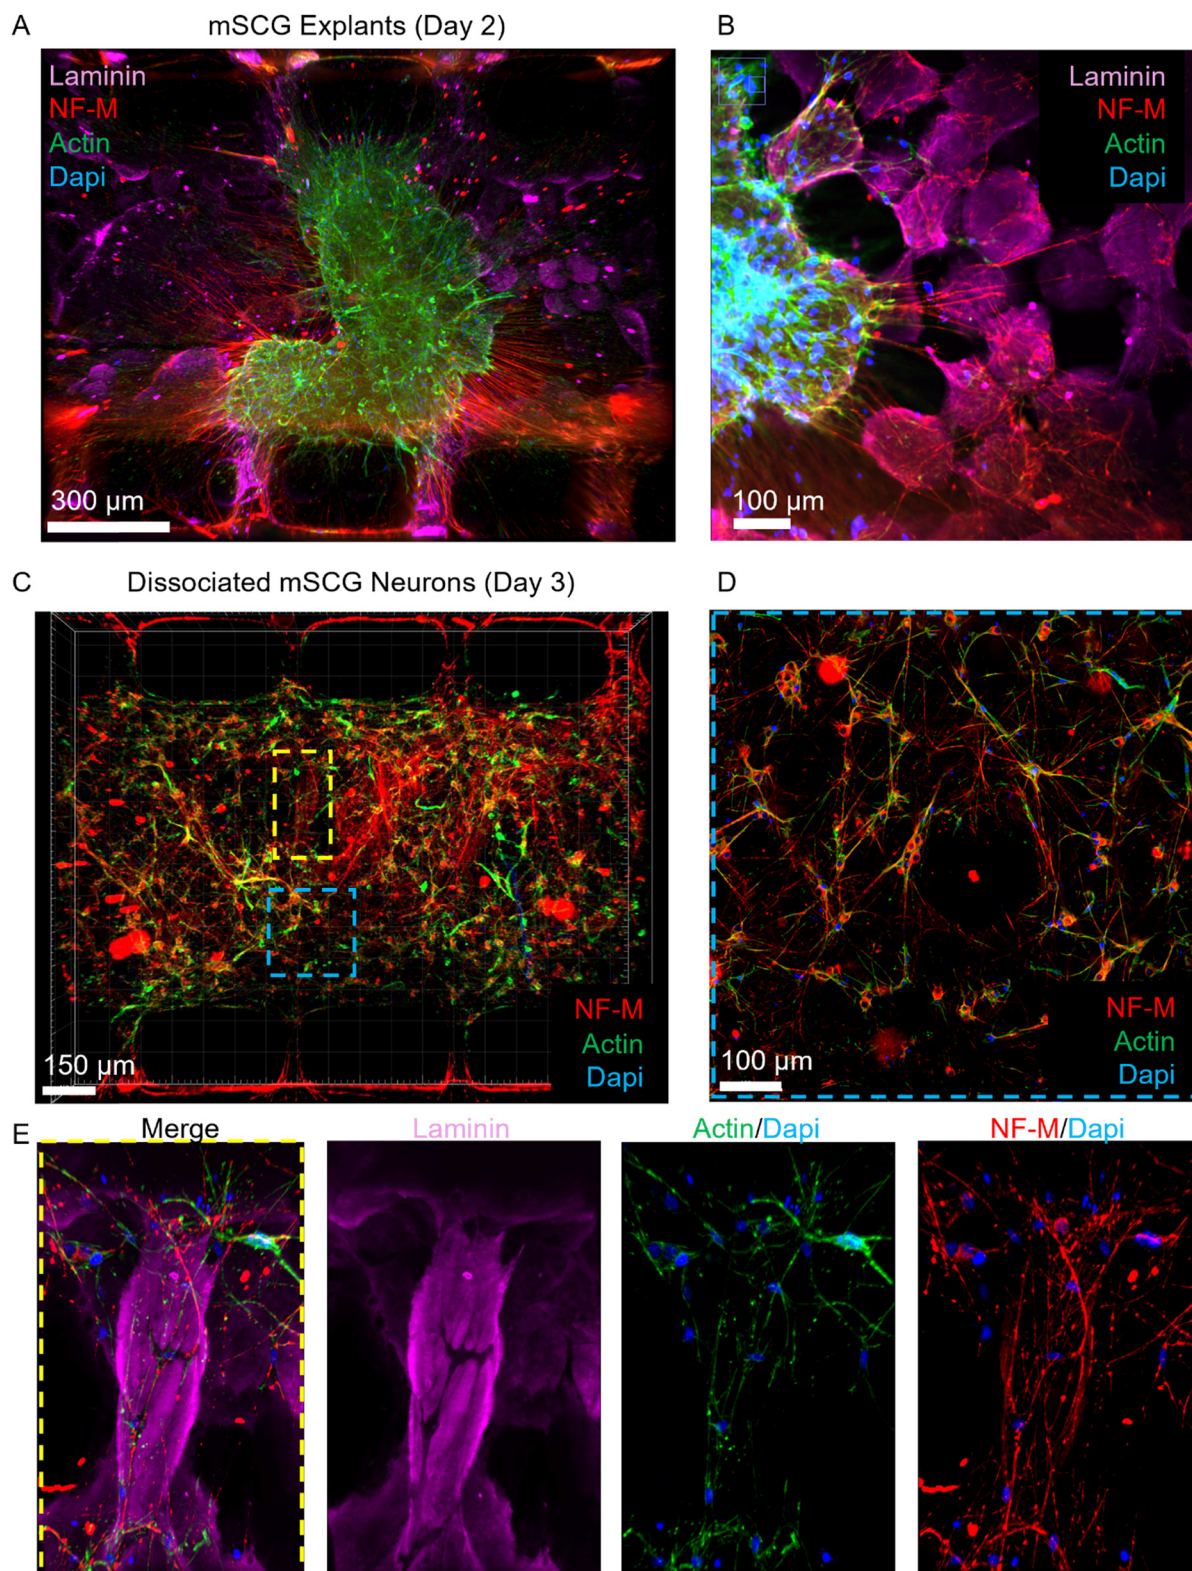 A mSCG Explants (Day 2)
Laminin
NF-M
Actin
Dapi
300 µm
B
Laminin
NF-M
Actin
Dapi
100 µm
C Dissociated mSCG Neurons (Day 3)
NF-M
Actin
Dapi
150 µm
D
NF-M
Actin
Dapi
100 µm
E Merge Laminin Actin/Dapi NF-M/Dapi